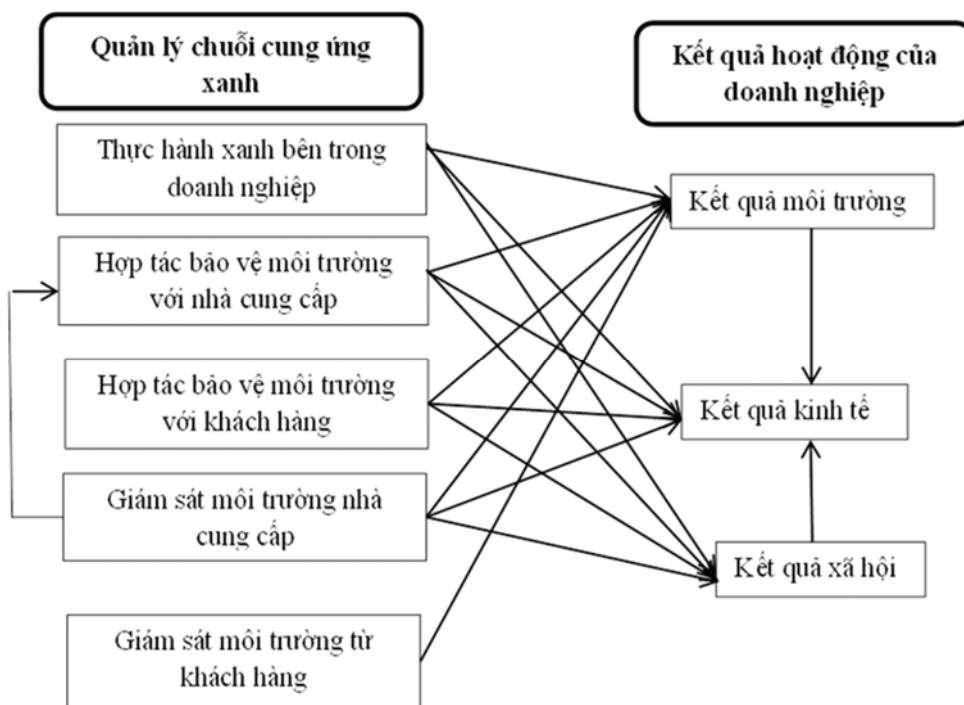 Quản lý chuỗi cung ứng
xanh
Thực hành xanh bên trong
doanh nghiệp
Hợp tác bảo vệ môi trường
với nhà cung cấp
Hợp tác bảo vệ môi trường
với khách hàng
Giám sát môi trường nhà
cung cấp
Giám sát môi trường từ
khách hàng
Kết quả hoạt động của
doanh nghiệp
Kết quả môi trường
Kết quả kinh tế
Kết quả xã hội